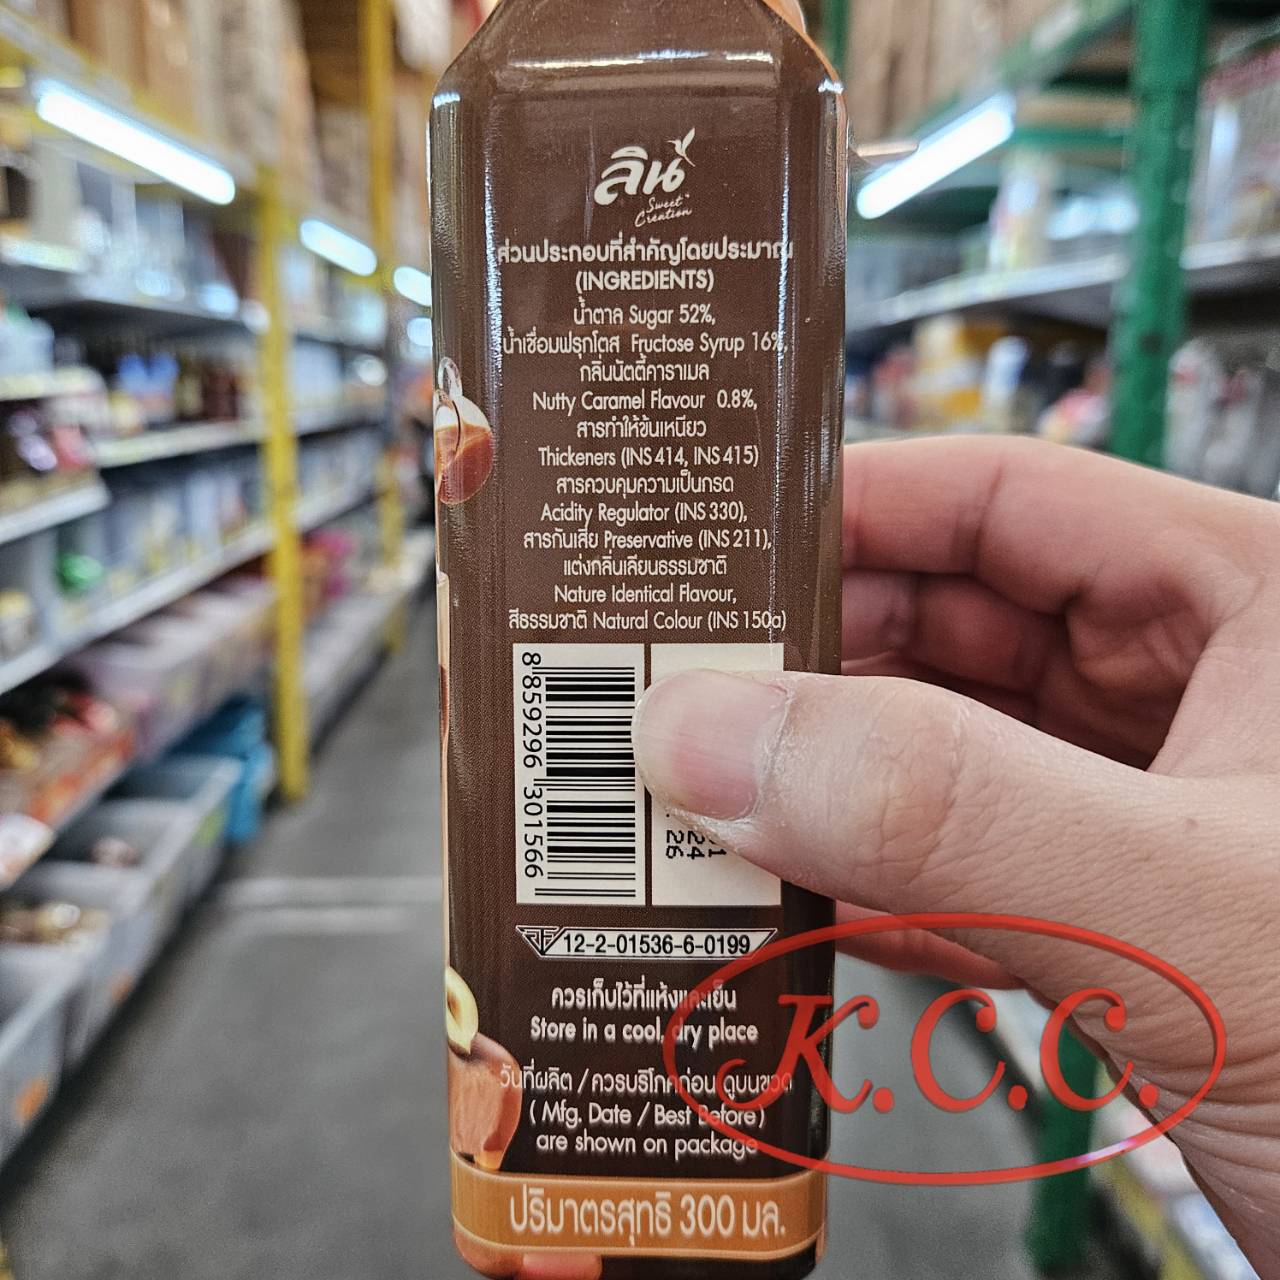 ลิน
Sweet
Creation
ส่วนประกอบที่สำคัญโดยประมาณ
(INGREDIENTS)
น้ำตาล Sugar 52%,
น้ำเชื่อมฟรุกโตส Fructose Syrup 16%,
กลิ่นนัตตี้คาราเมล
Nutty Caramel Flavour 0.8%,
สารทำให้ข้นเหนียว
Thickeners (INS 414, INS 415)
สารควบคุมความเป็นกรด
Acidity Regulator (INS 330),
สารกันเสีย Preservative (INS 211),
แต่งกลิ่นเลียนธรรมชาติ
Nature Identical Flavour,
สีธรรมชาติ Natural Colour (INS 150a)
8 859296 301566
24
26
12-2-01536-6-0199
ควรเก็บไว้ที่แห้งและเย็น
Store in a cool, dry place
วันที่ผลิต / ควรบริโภคก่อน ดูบนขวด
( Mfg. Date / Best Before)
are shown on package
ปริมาตรสุทธิ 300 มล.
K.C.C.